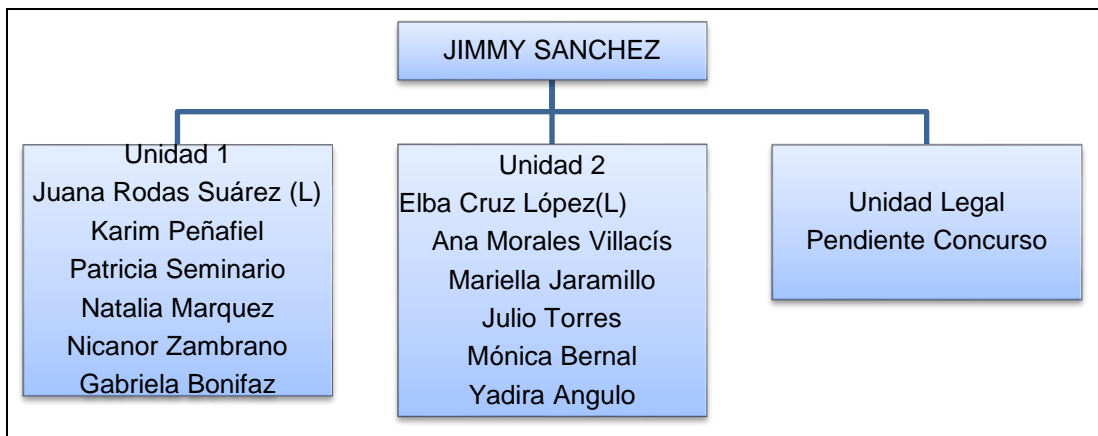 JIMMY SANCHEZ
Unidad 1
Juana Rodas Suárez (L)
Karim Peñafiel
Patricia Seminario
Natalia Marquez
Nicanor Zambrano
Gabriela Bonifaz
Unidad 2
Elba Cruz López(L)
Ana Morales Villacís
Mariella Jaramillo
Julio Torres
Mónica Bernal
Yadira Angulo
Unidad Legal
Pendiente Concurso